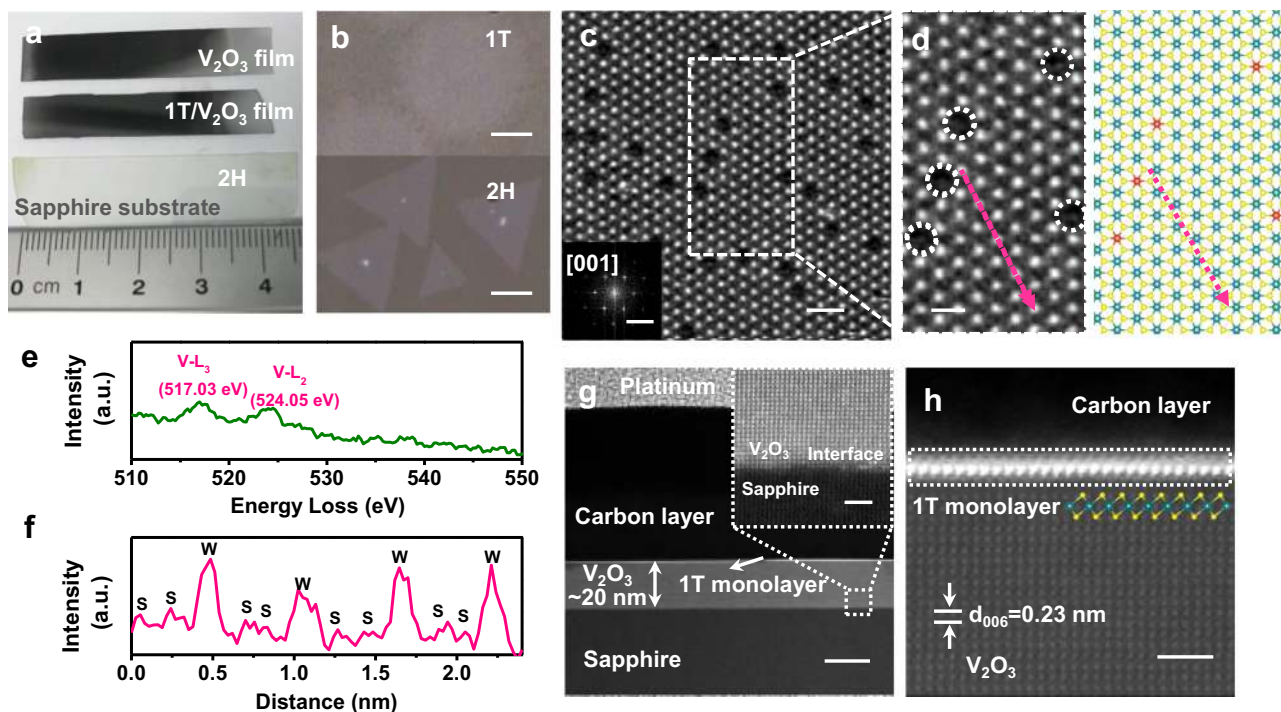 a
V2O3 film
1T/V2O3 film
2H
Sapphire substrate
0 cm 1 2 3 4
b
1T
2H
c
[001]
d
e
Intensity
(a.u.)
V-L3
(517.03 eV)
V-L2
(524.05 eV)
510 520 530 540 550
Energy Loss (eV)
f
Intensity
(a.u.)
S S W S S W S S W S S W
0.0 0.5 1.0 1.5 2.0
Distance (nm)
g
Platinum
V2O3 Interface
Sapphire
Carbon layer
V2O3
~20 nm
1T monolayer
Sapphire
h
Carbon layer
1T monolayer
d006=0.23 nm
V2O3